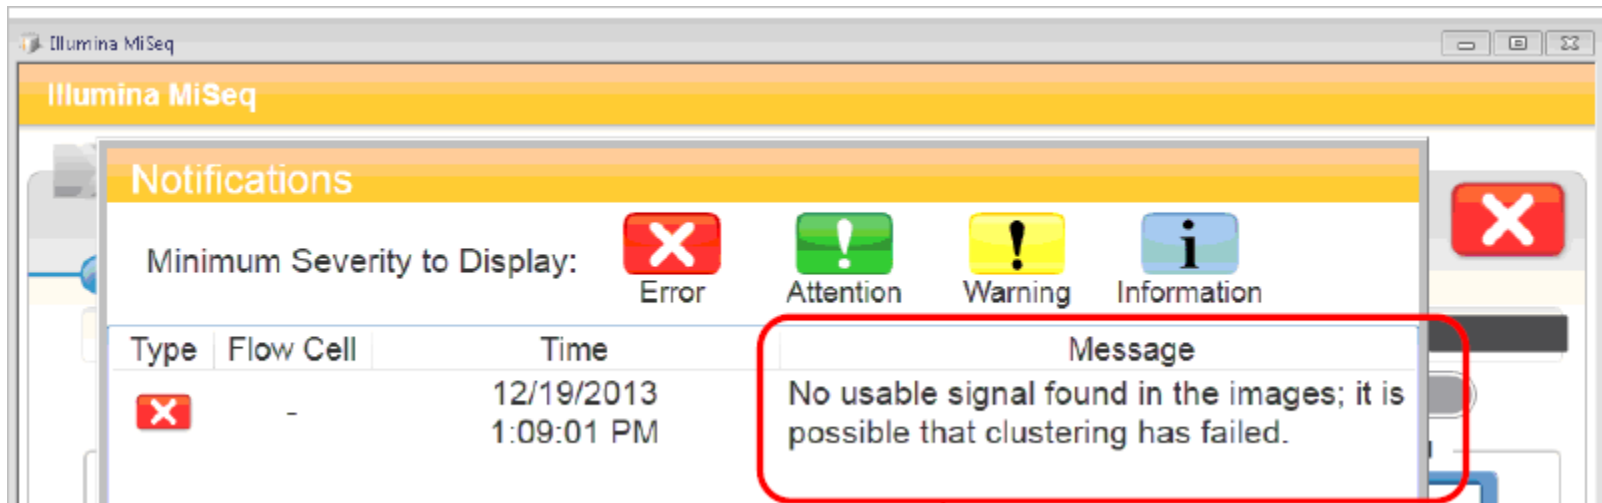 Illumina MiSeq
Illumina MiSeq
Notifications
Minimum Severity to Display:
Error
Attention
Warning
Information
Type Flow Cell Time Message
- 12/19/2013 No usable signal found in the images; it is
1:09:01 PM possible that clustering has failed.